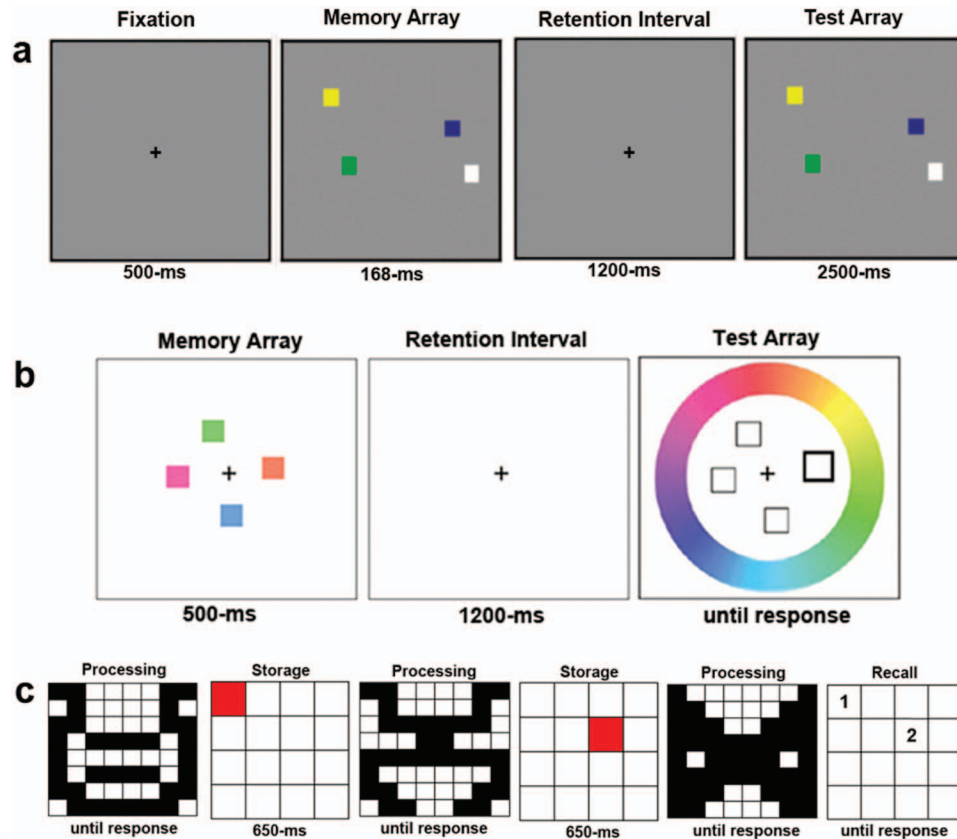 Fixation Memory Array Retention Interval Test Array
a
+ +
500-ms 168-ms 1200-ms 2500-ms
Memory Array Retention Interval Test Array
b
+ + +
500-ms 1200-ms until response
Processing Storage Processing Storage Processing Recall
c
1
2
until response 650-ms until response 650-ms until response